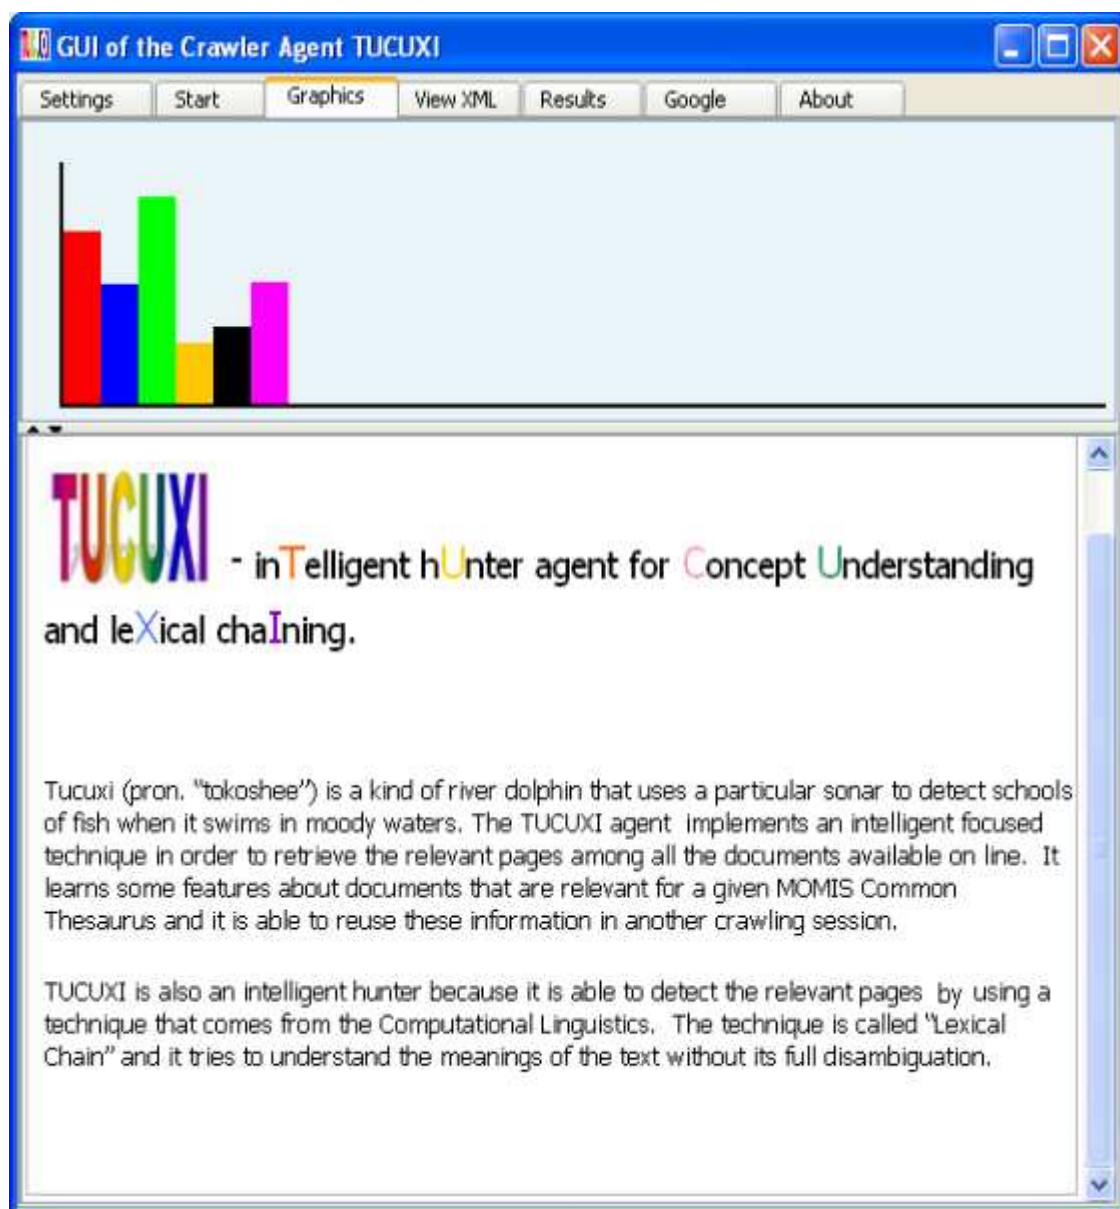 GUI of the Crawler Agent TUCUXI
Settings Start Graphics View XML Results Google About
TUCUXI - inTelligent hUnter agent for Concept Understanding
and leXical chaIning.
Tucuxi (pron. "tokoshee") is a kind of river dolphin that uses a particular sonar to detect schools
of fish when it swims in moody waters. The TUCUXI agent implements an intelligent focused
technique in order to retrieve the relevant pages among all the documents available on line. It
learns some features about documents that are relevant for a given MOMIS Common
Thesaurus and it is able to reuse these information in another crawling session.
TUCUXI is also an intelligent hunter because it is able to detect the relevant pages by using a
technique that comes from the Computational Linguistics. The technique is called "Lexical
Chain" and it tries to understand the meanings of the text without its full disambiguation.